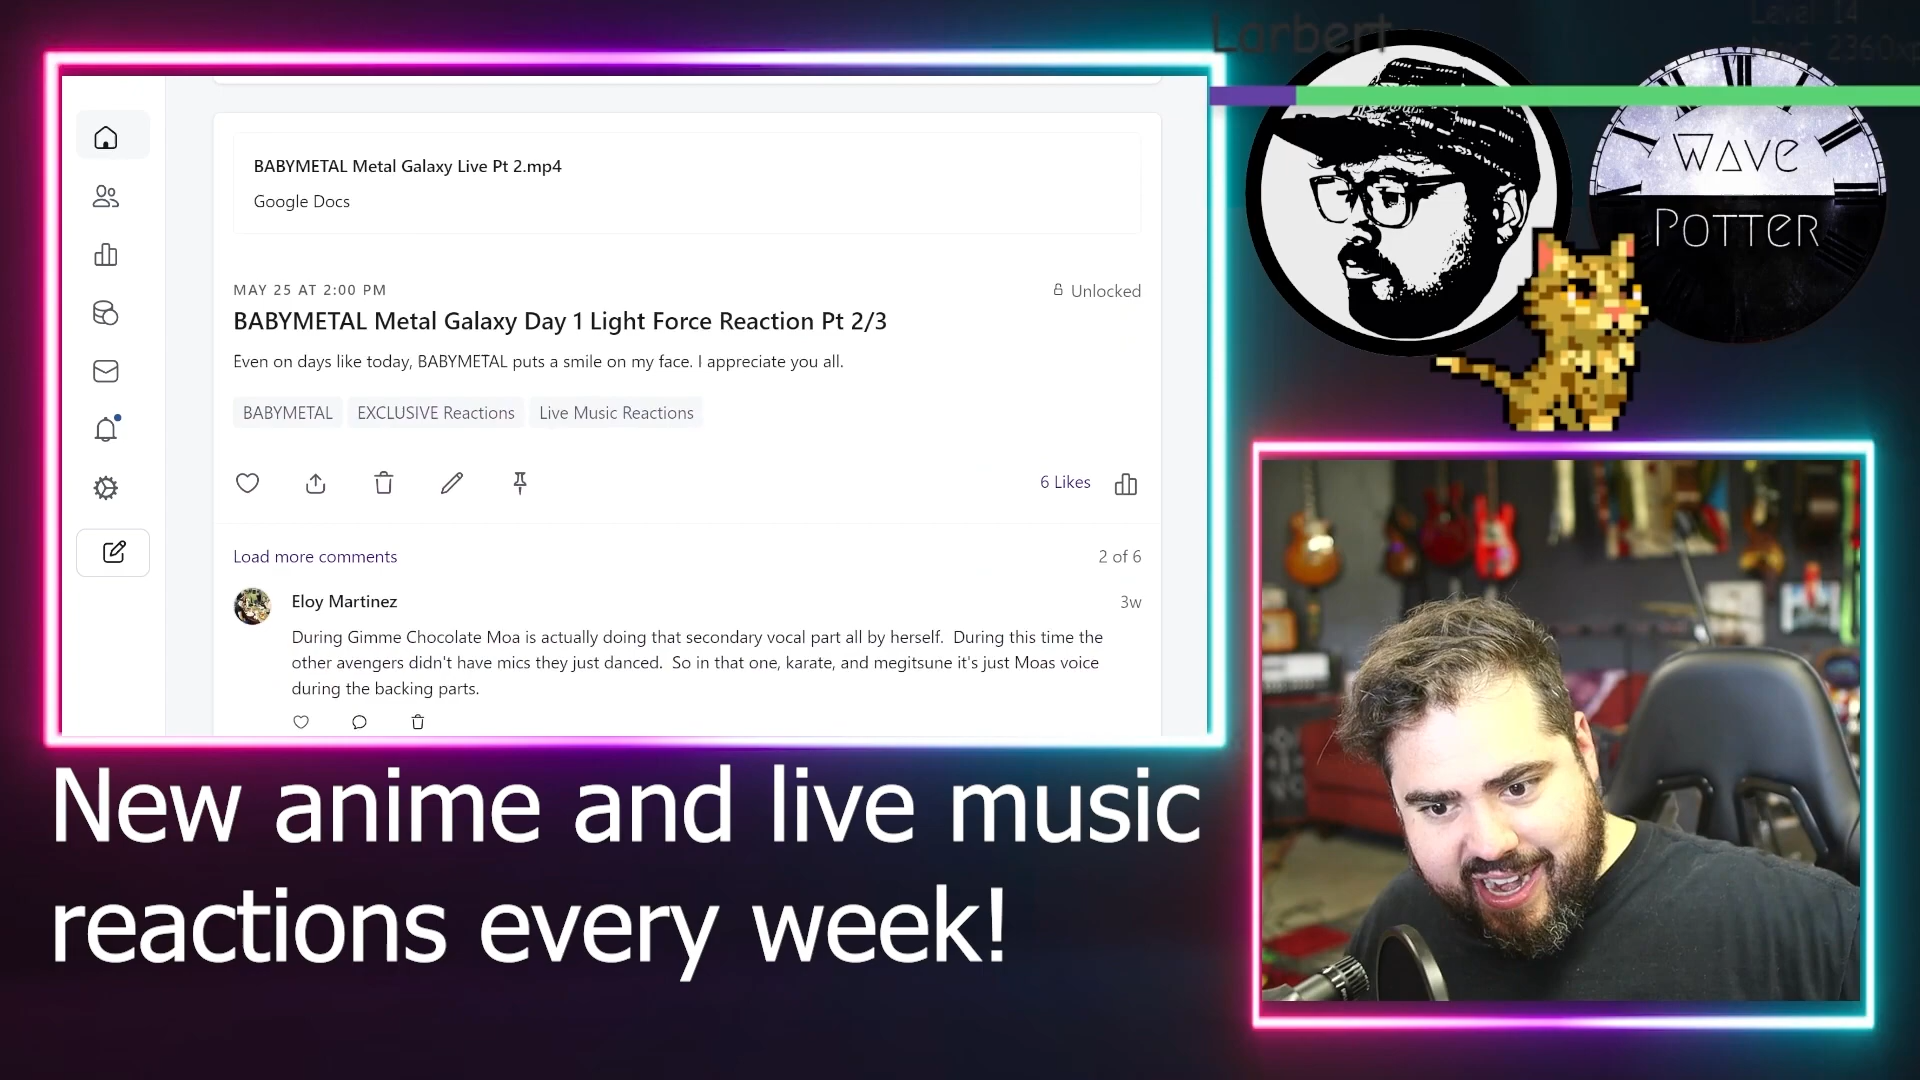 Larbert
Level: 14
2360xp
BABYMETAL Metal Galaxy Live Pt 2.mp4
Google Docs
MAY 25 AT 2:00 PM
Unlocked
BABYMETAL Metal Galaxy Day 1 Light Force Reaction Pt 2/3
Even on days like today, BABYMETAL puts a smile on my face. I appreciate you all.
BABYMETAL EXCLUSIVE Reactions Live Music Reactions
6 Likes
Load more comments
2 of 6
Eloy Martinez
3w
During Gimme Chocolate Moa is actually doing that secondary vocal part all by herself. During this time the
other avengers didn't have mics they just danced. So in that one, karate, and megitsune it's just Moas voice
during the backing parts.
WAVE
POTTER
New anime and live music
reactions every week!